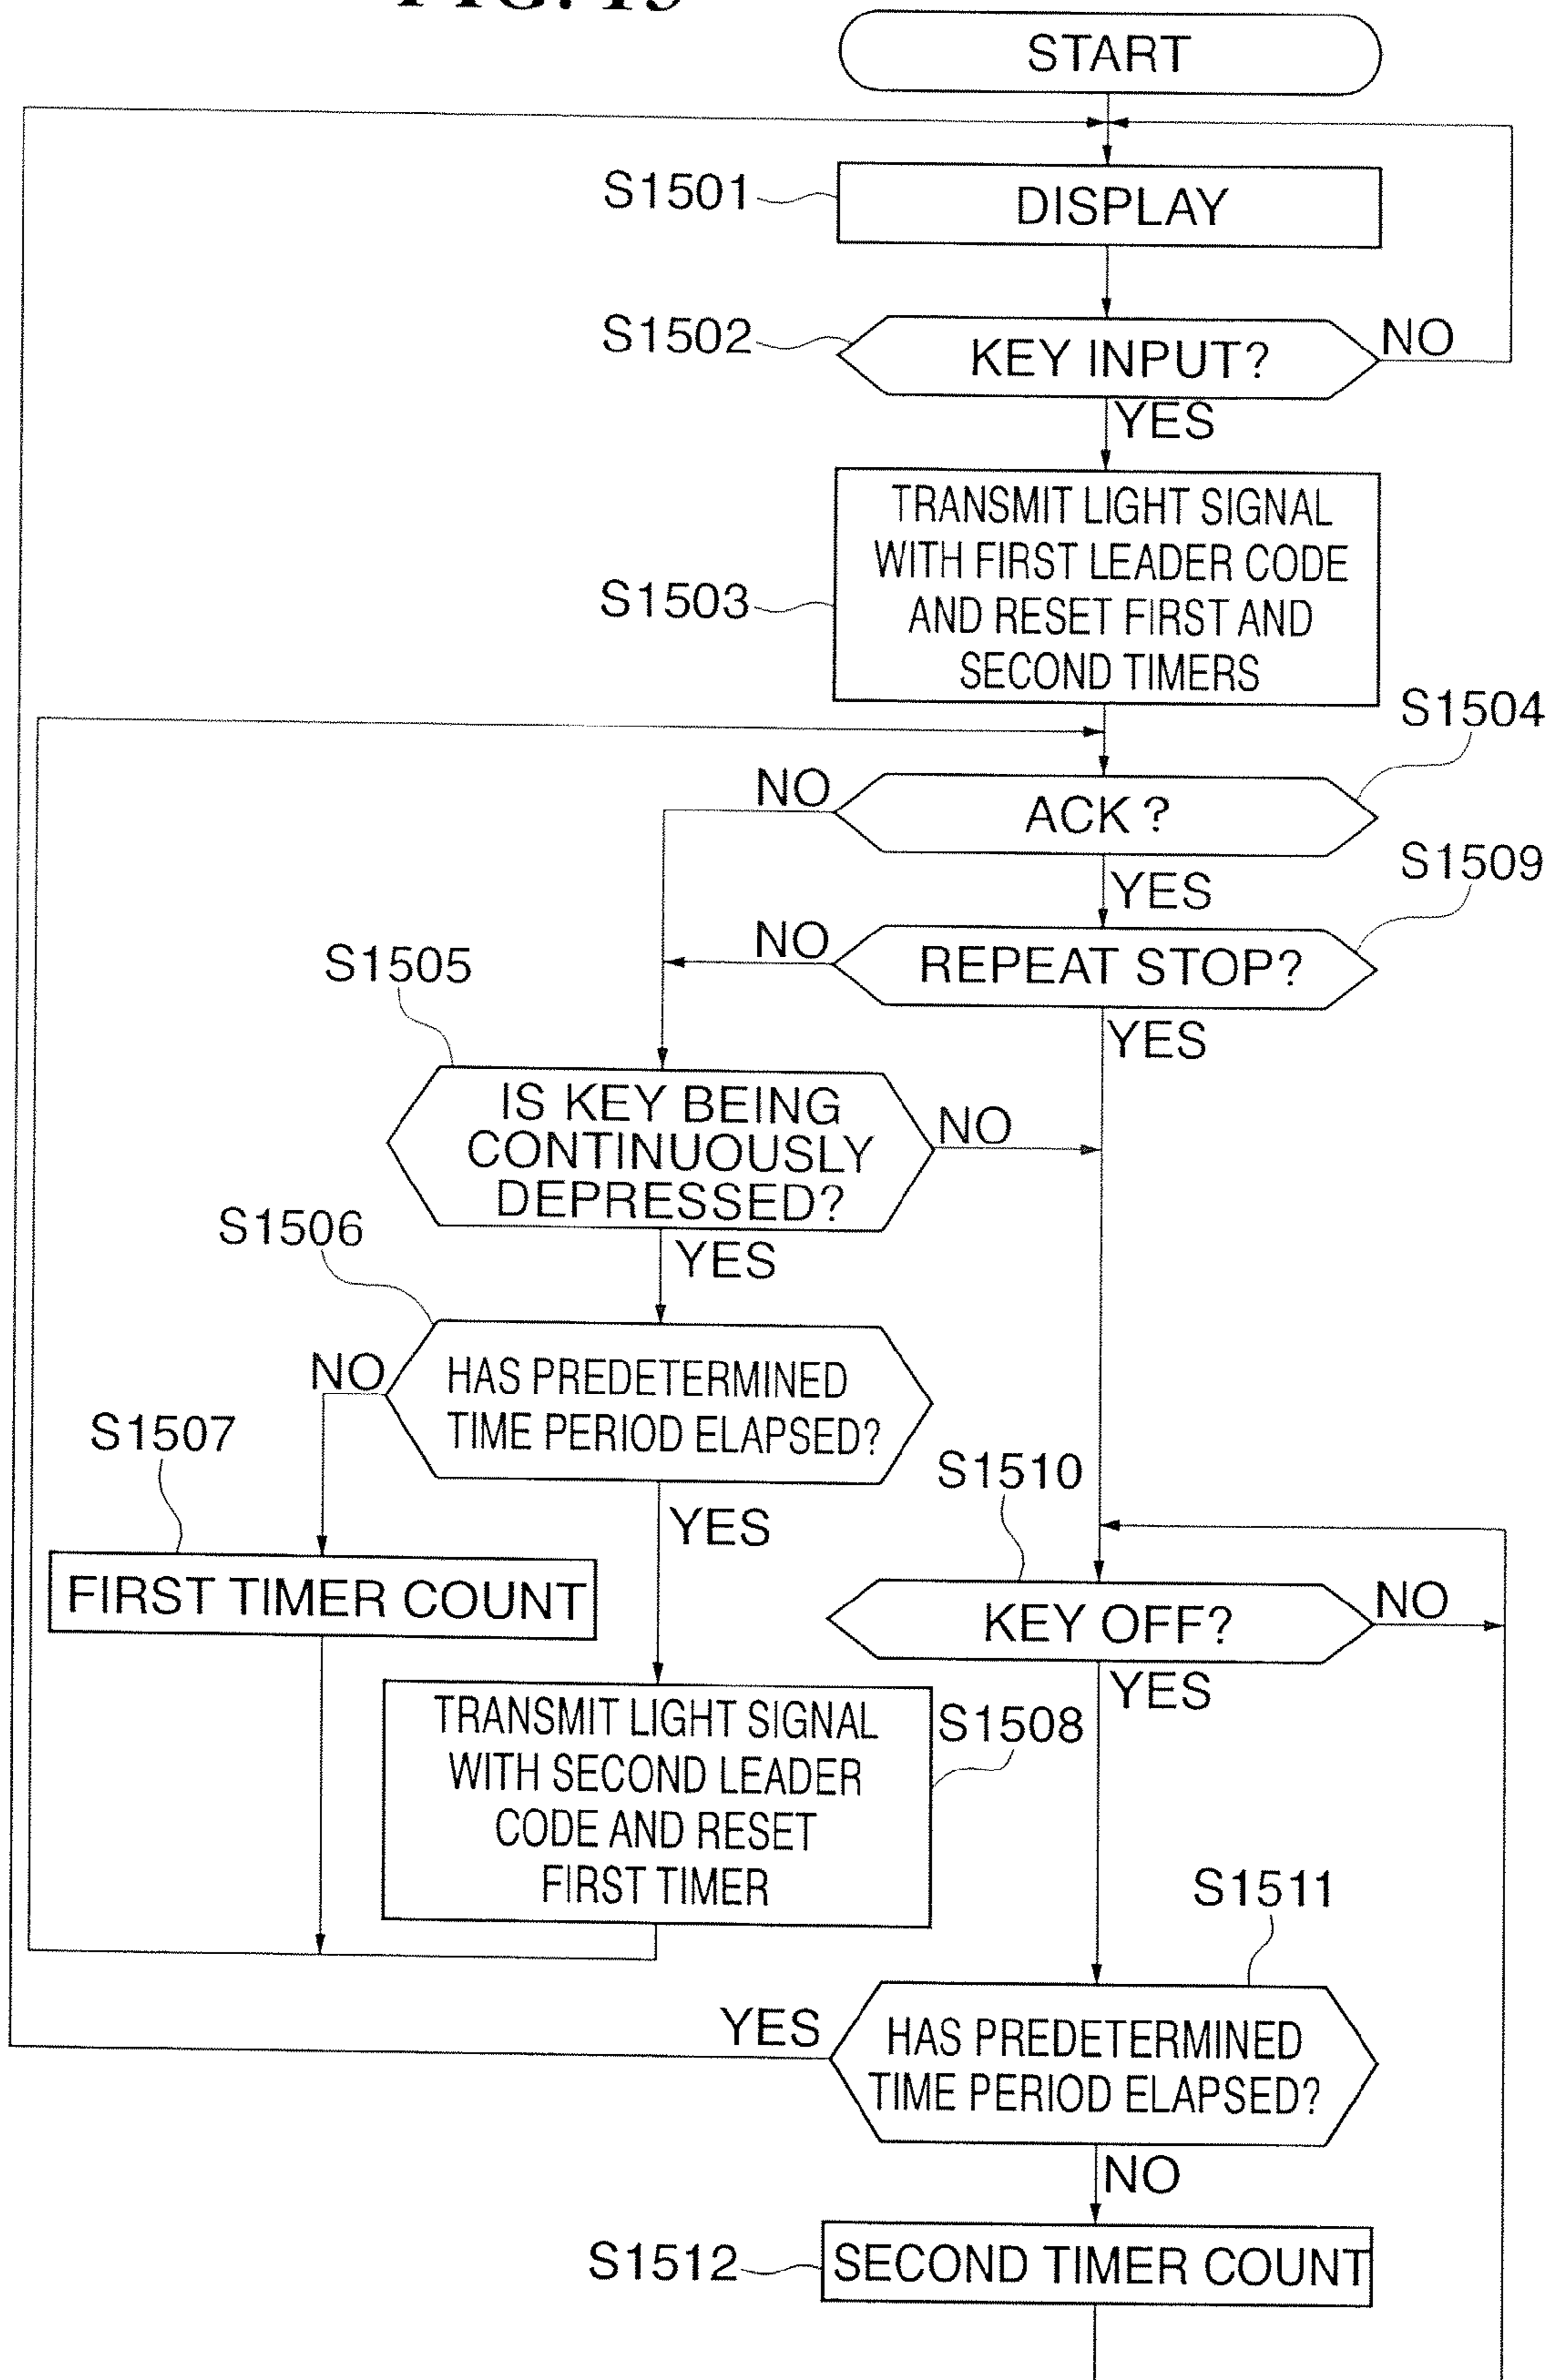 FIG. 15
START
S1501
DISPLAY
S1502
KEY INPUT?
NO
YES
S1503
TRANSMIT LIGHT SIGNAL
WITH FIRST LEADER CODE
AND RESET FIRST AND
SECOND TIMERS
S1504
NO
ACK ?
YES
S1509
NO
REPEAT STOP?
YES
S1505
IS KEY BEING
CONTINUOUSLY
DEPRESSED?
NO
YES
S1506
NO
HAS PREDETERMINED
TIME PERIOD ELAPSED?
YES
S1507
FIRST TIMER COUNT
S1510
KEY OFF?
NO
YES
TRANSMIT LIGHT SIGNAL
WITH SECOND LEADER
CODE AND RESET
FIRST TIMER
S1508
S1511
YES
HAS PREDETERMINED
TIME PERIOD ELAPSED?
NO
S1512
SECOND TIMER COUNT